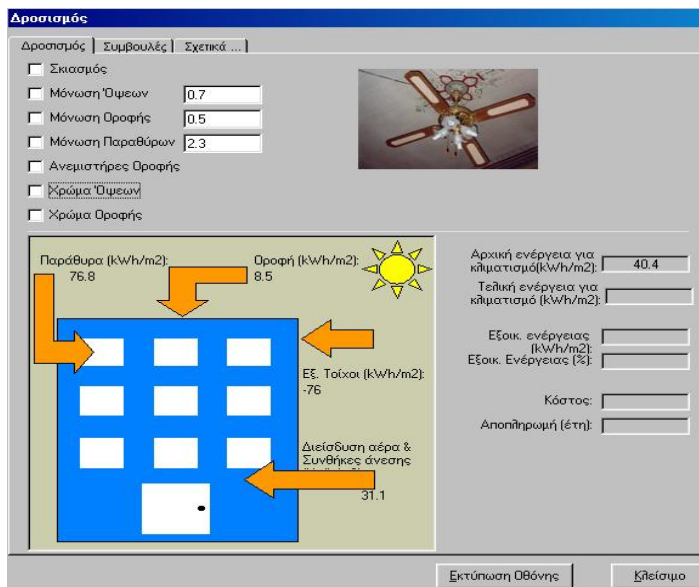 Δροσισμός
Δροσισμός Συμβουλές Σχετικά ...
Σκιασμός
Μόνωση Όψεων 0.7
Μόνωση Οροφής 0.5
Μόνωση Παραθύρων 2.3
Ανεμιστήρες Οροφής
Χρώμα Όψεων
Χρώμα Οροφής
Παράθυρα (kWh/m2):
76.8
Οροφή (kWh/m2):
8.5
Εξ. Τοίχοι (kWh/m2):
-76
Διείσδυση αέρα &
Συνθήκες άνεσης
31.1
Αρχική ενέργεια για
κλιματισμό(kWh/m2): 40.4
Τελική ενέργεια για
κλιματισμό (kWh/m2):
Εξοικ. ενέργειας
(kWh/m2):
Εξοικ. Ενέργειας (%):
Κόστος:
Αποπληρωμή (έτη):
Εκτύπωση Οθόνης Κλείσιμο